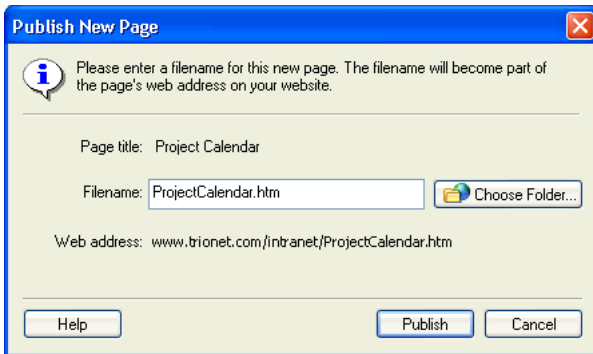 Publish New Page
Please enter a filename for this new page. The filename will become part of
the page's web address on your website.
Page title: Project Calendar
Filename: ProjectCalendar.htm Choose Folder...
Web address: www.trionet.com/intranet/ProjectCalendar.htm
Help Publish Cancel